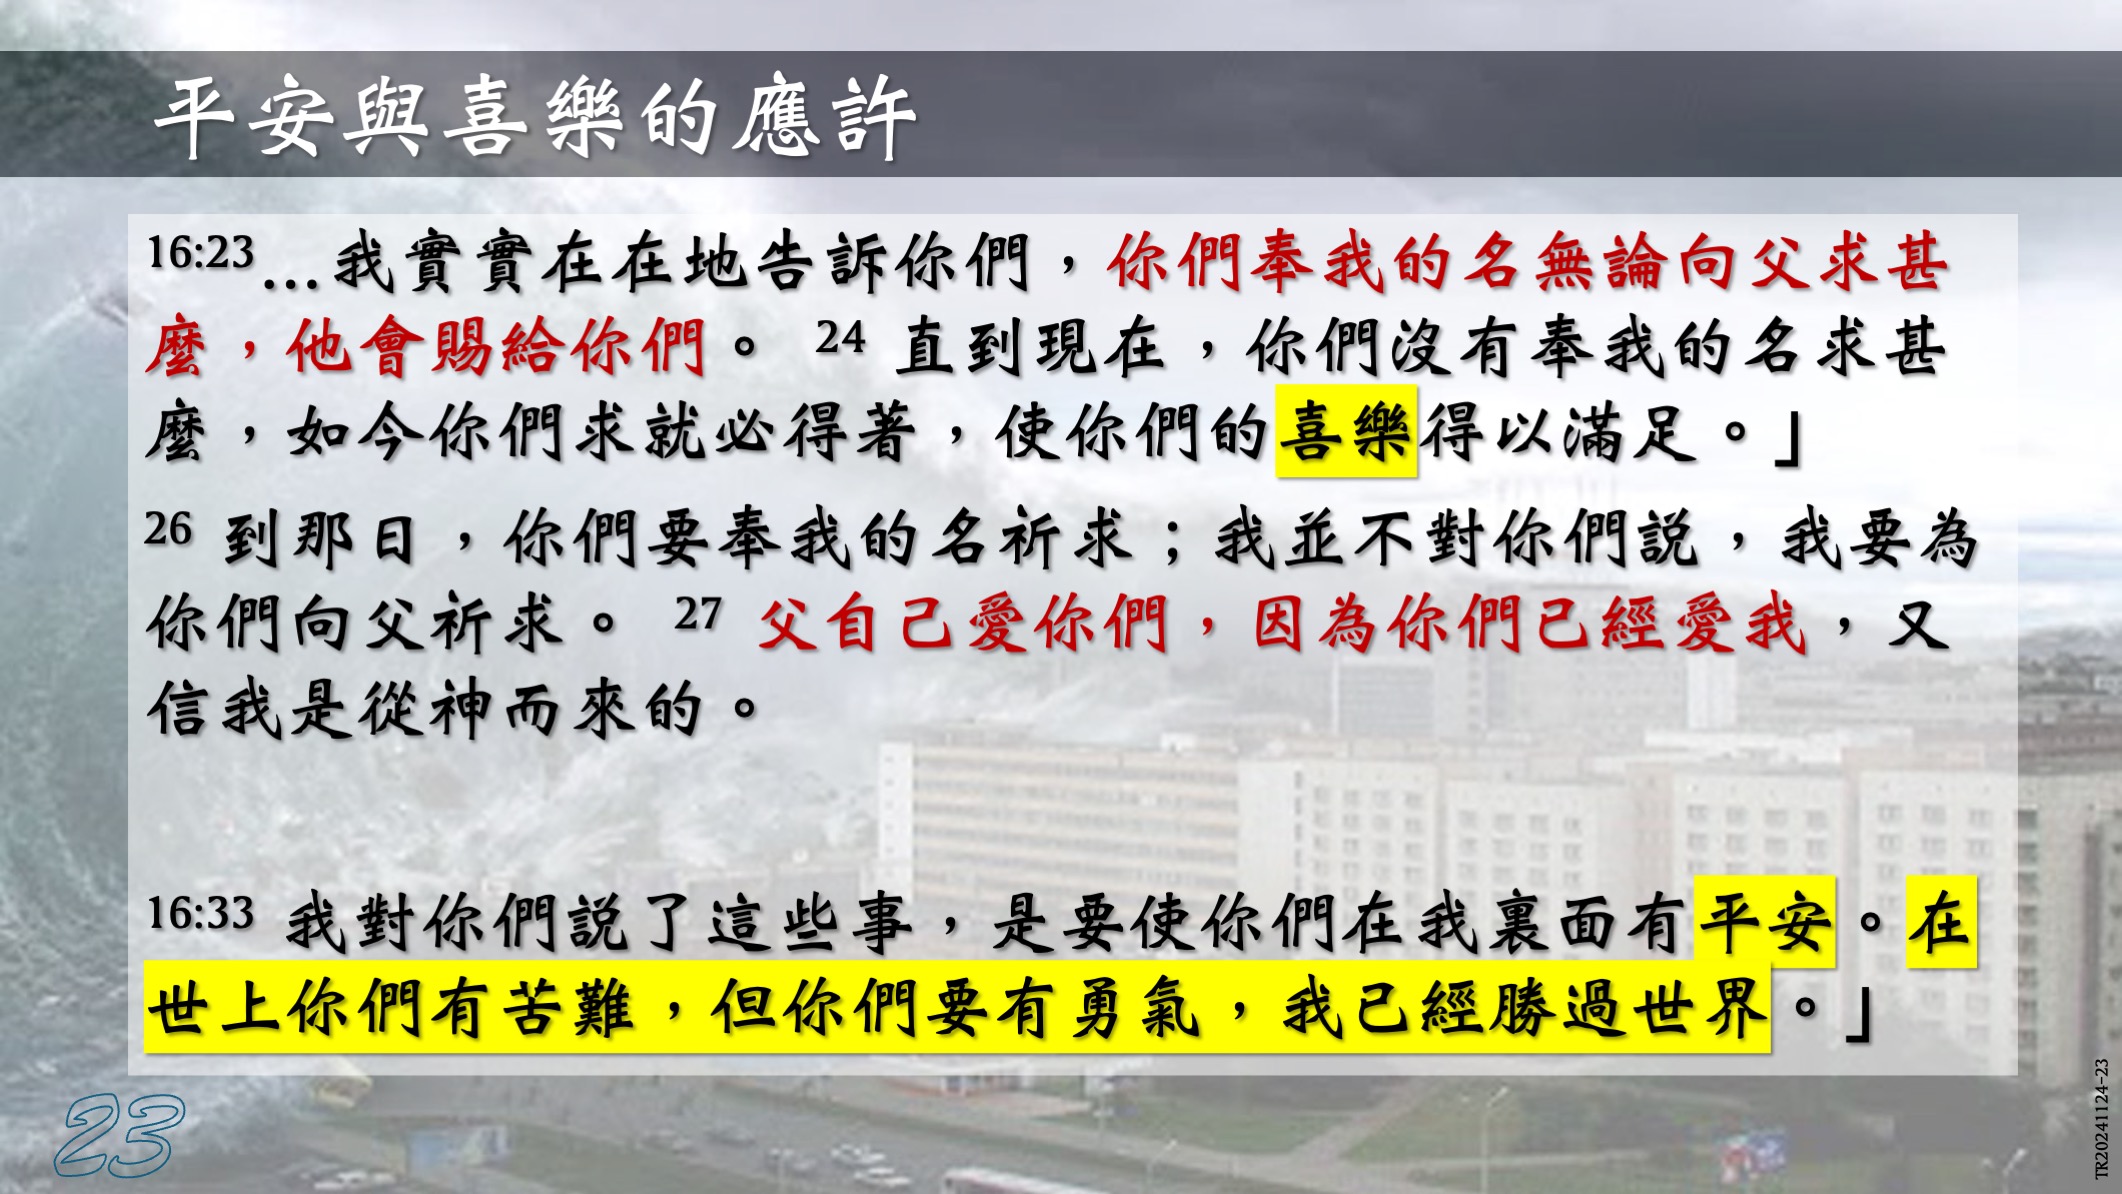 平安與喜樂的應許
16:23…我實實在在地告訴你們，你們奉我的名無論向父求甚
麼，他會賜給你們。 24 直到現在，你們沒有奉我的名求甚
麼，如今你們求就必得著，使你們的喜樂得以滿足。」
26 到那日，你們要奉我的名祈求；我並不對你們説，我要為
你們向父祈求。 27 父自己愛你們，因為你們已經愛我，又
信我是從神而來的。
16:33 我對你們説了這些事，是要使你們在我裏面有平安。在
世上你們有苦難，但你們要有勇氣，我已經勝過世界。」
23
TR20241124-23